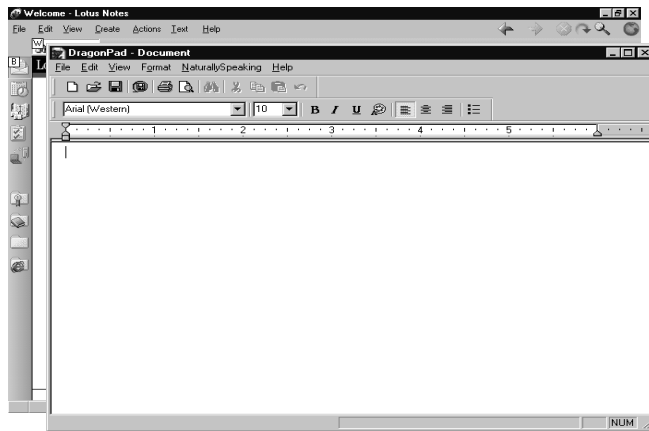 Welcome - Lotus Notes
File Edit View Create Actions Text Help
W
DragonPad - Document
B
Lo
File Edit View Format NaturallySpeaking Help
Arial (Western) 10 B I U
1 2 3 4 5
NUM